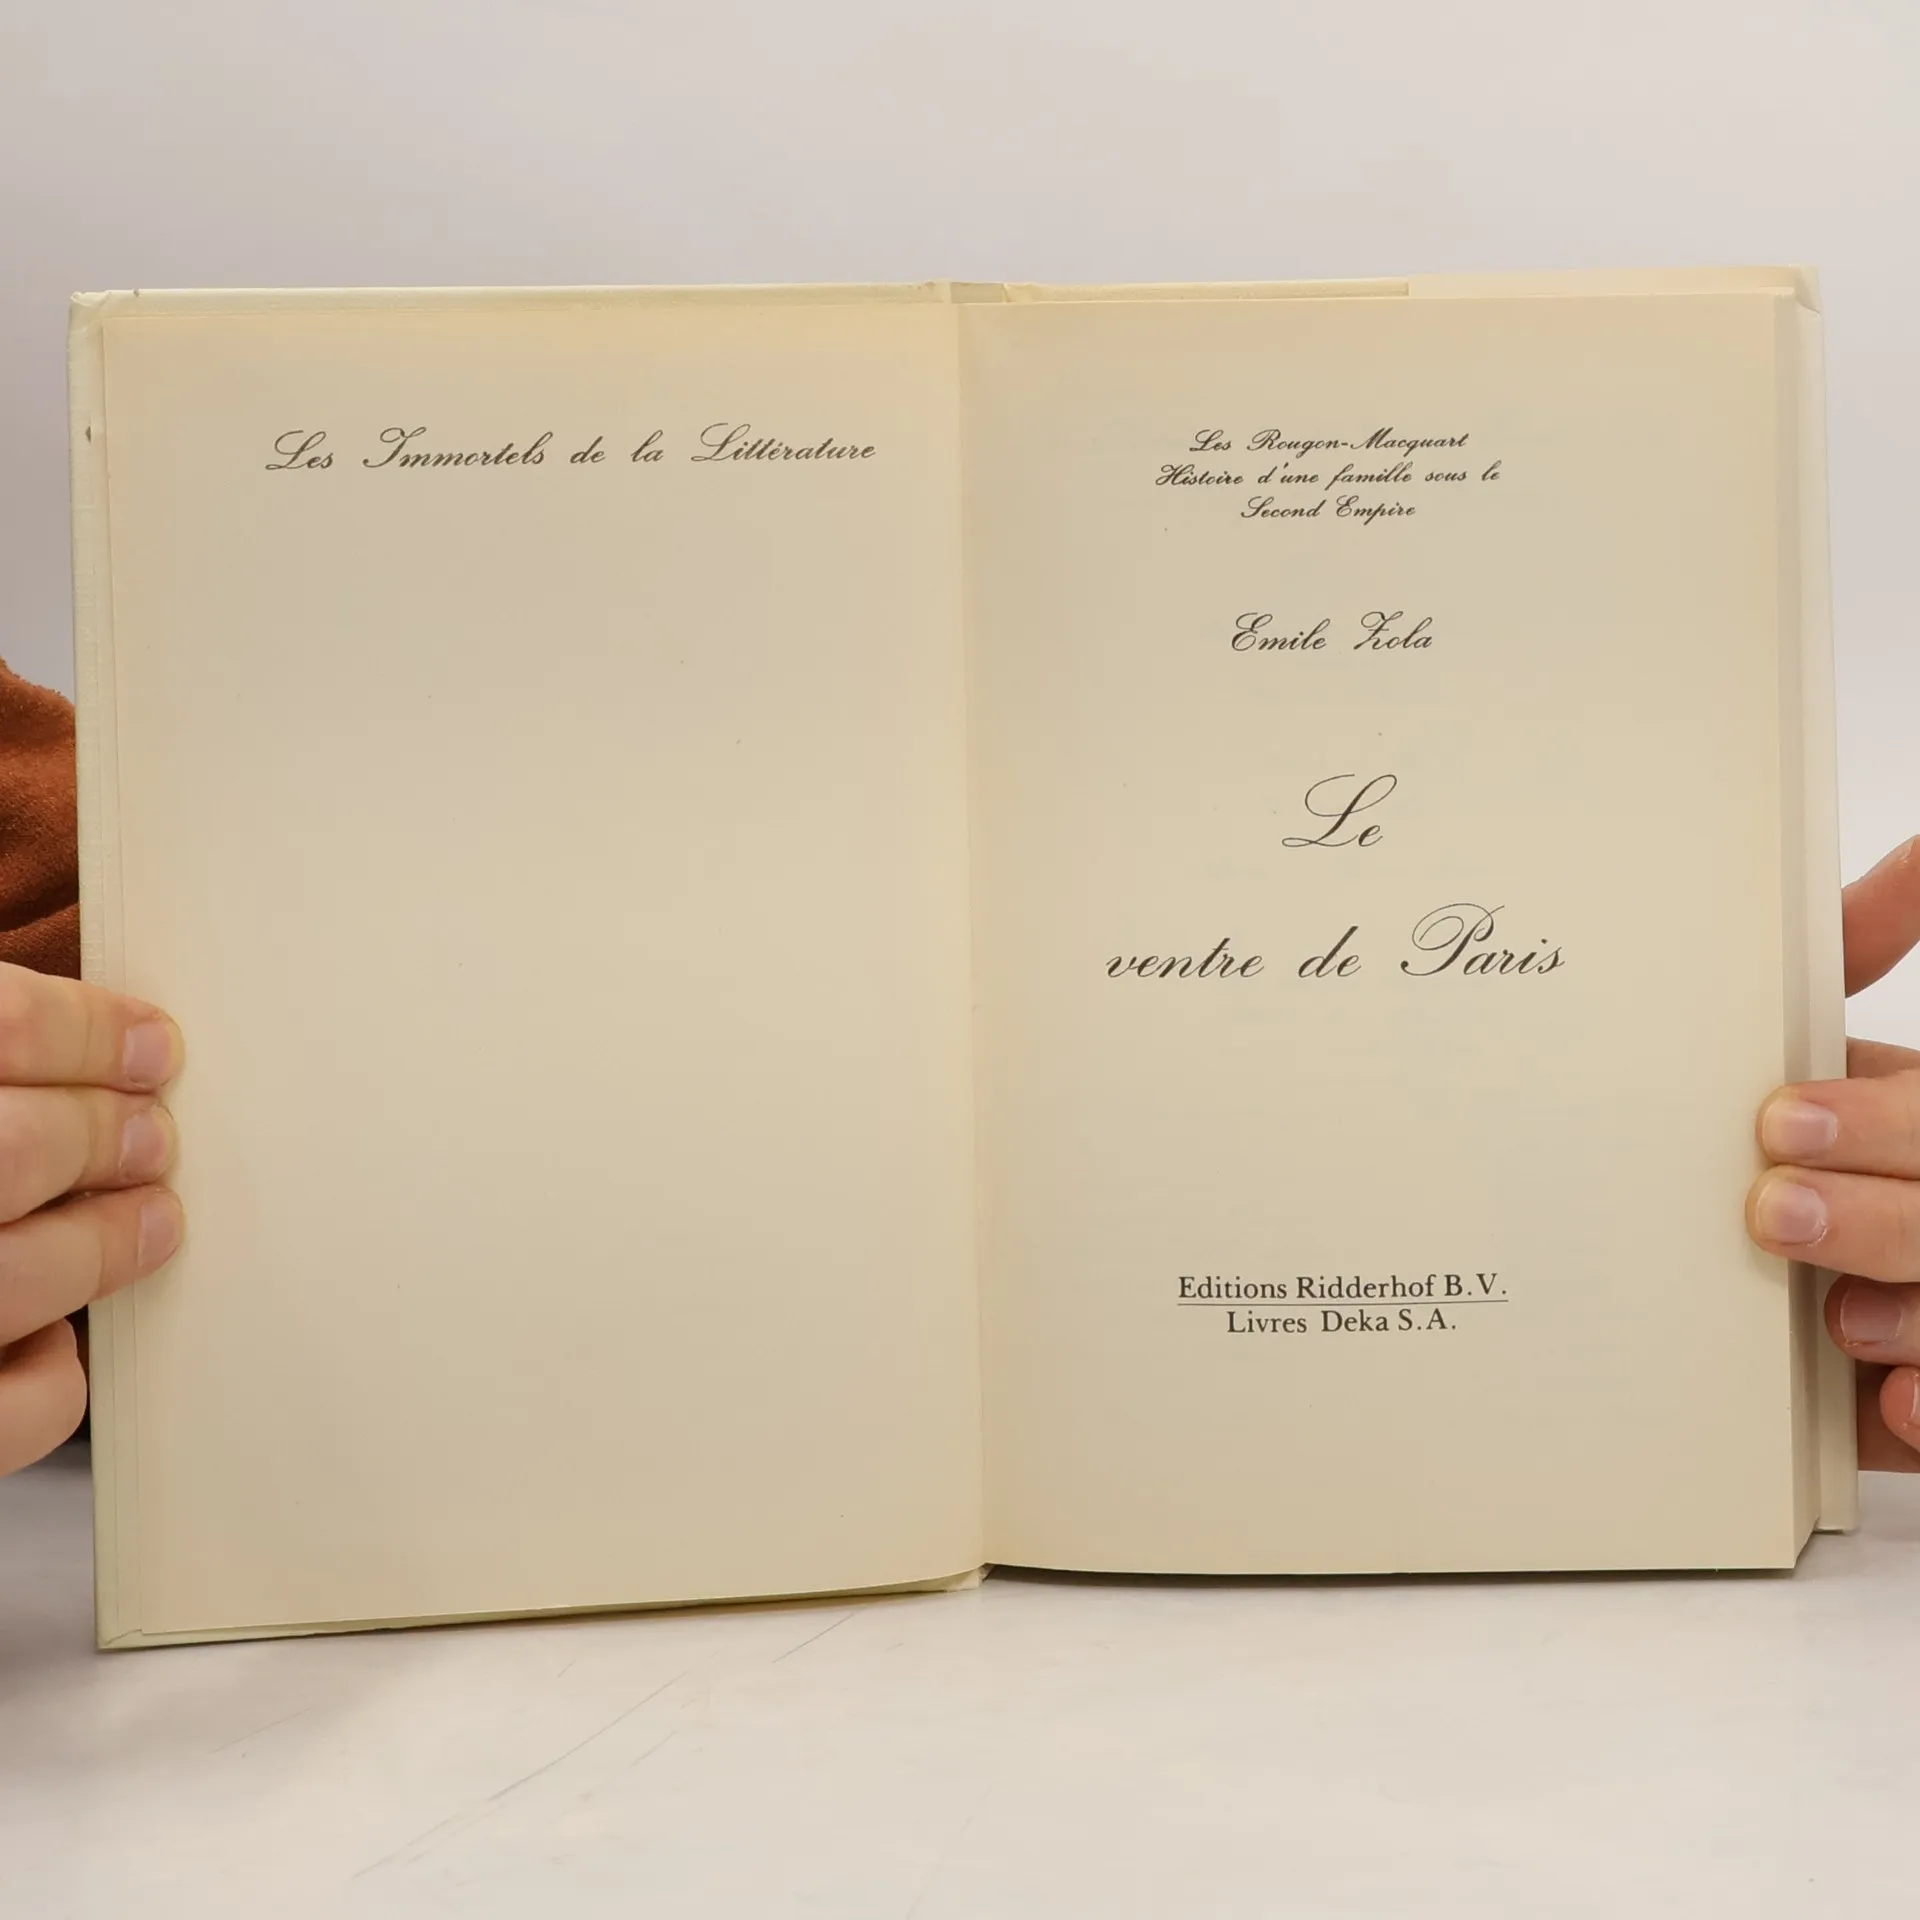 Les Immortels de la Littérature
Les Rougon-Macquart
Histoire d'une famille sous le
Second Empire
Emile Zola
Le
ventre de Paris
Editions Ridderhof B.V.
Livres Deka S.A.